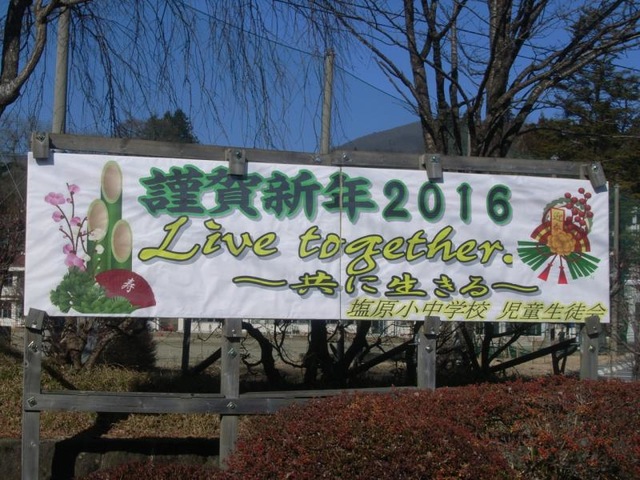 謹賀新年2016
Live together.
～共に生きる～
塩原小中学校 児童生徒会
寿